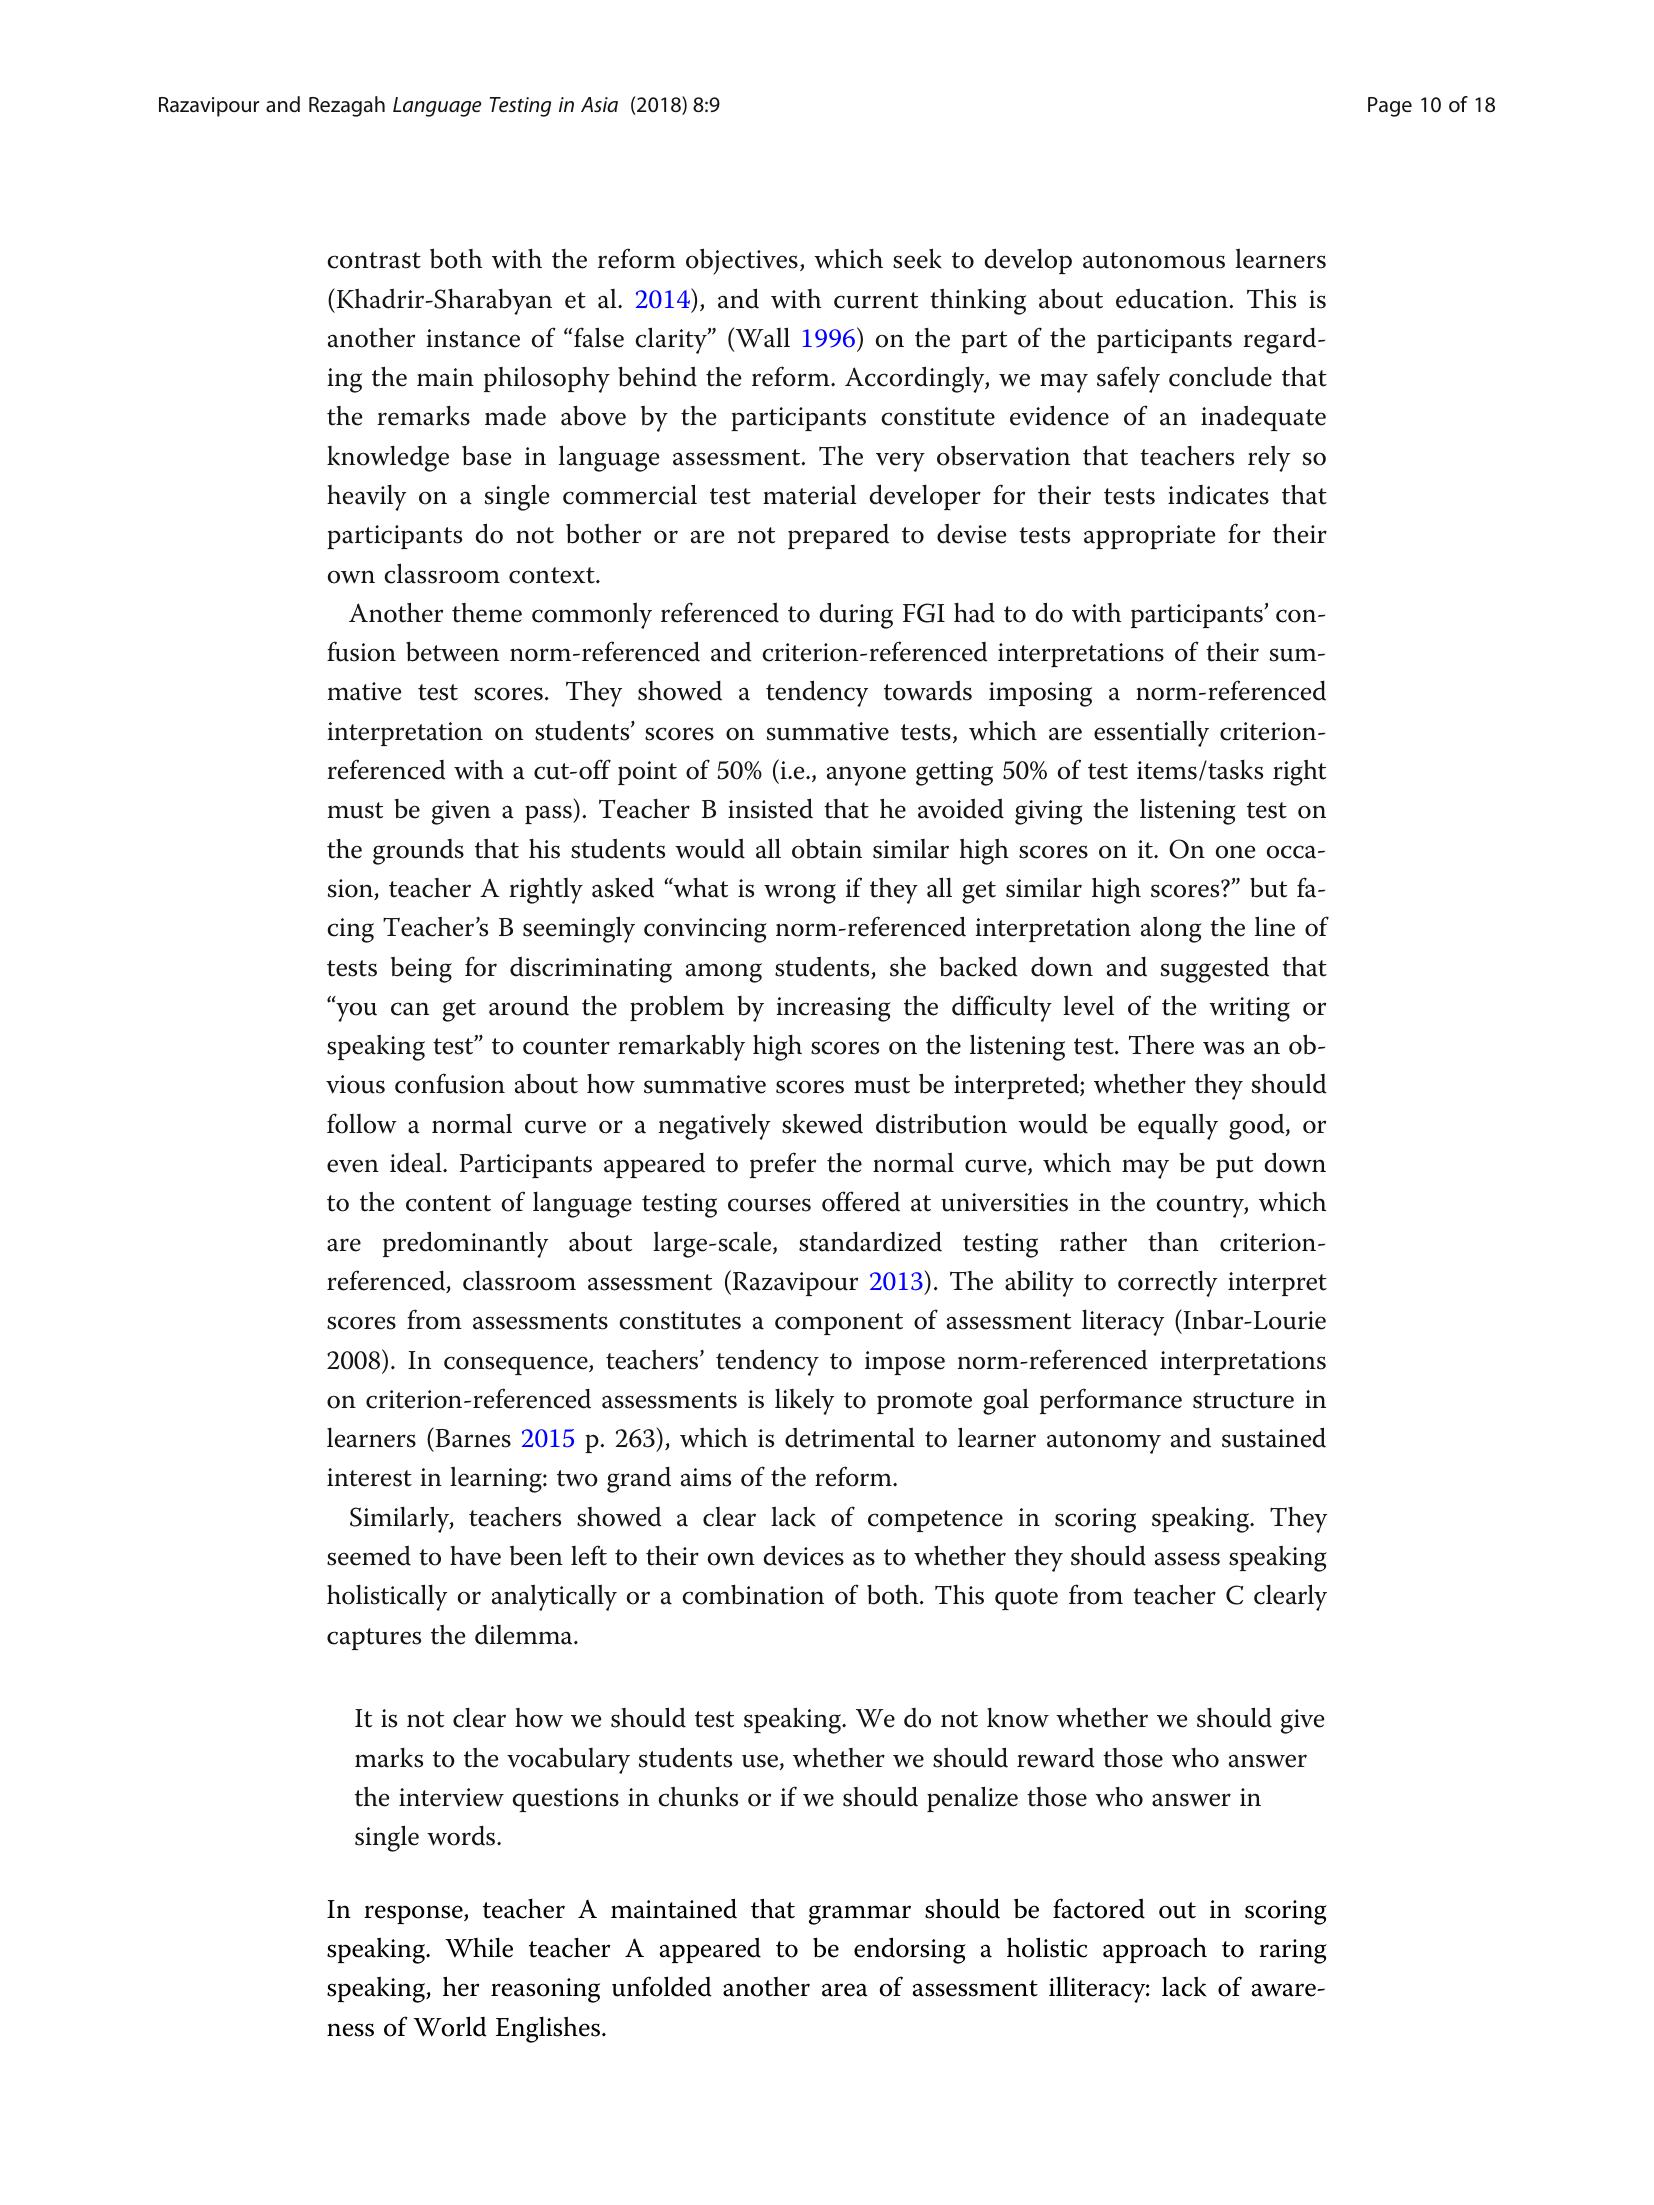 Razavipour and Rezagah Language Testing in Asia (2018) 8:9
Page 10 of 18
contrast both with the reform objectives, which seek to develop autonomous learners
(Khadrir-Sharabyan et al. 2014), and with current thinking about education. This is
another instance of “false clarity” (Wall 1996) on the part of the participants regard-
ing the main philosophy behind the reform. Accordingly, we may safely conclude that
the remarks made above by the participants constitute evidence of an inadequate
knowledge base in language assessment. The very observation that teachers rely so
heavily on a single commercial test material developer for their tests indicates that
participants do not bother or are not prepared to devise tests appropriate for their
own classroom context.
Another theme commonly referenced to during FGI had to do with participants’ con-
fusion between norm-referenced and criterion-referenced interpretations of their sum-
mative test scores. They showed a tendency towards imposing a norm-referenced
interpretation on students’ scores on summative tests, which are essentially criterion-
referenced with a cut-off point of 50% (i.e., anyone getting 50% of test items/tasks right
must be given a pass). Teacher B insisted that he avoided giving the listening test on
the grounds that his students would all obtain similar high scores on it. On one occa-
sion, teacher A rightly asked “what is wrong if they all get similar high scores?” but fa-
cing Teacher’s B seemingly convincing norm-referenced interpretation along the line of
tests being for discriminating among students, she backed down and suggested that
“you can get around the problem by increasing the difficulty level of the writing or
speaking test” to counter remarkably high scores on the listening test. There was an ob-
vious confusion about how summative scores must be interpreted; whether they should
follow a normal curve or a negatively skewed distribution would be equally good, or
even ideal. Participants appeared to prefer the normal curve, which may be put down
to the content of language testing courses offered at universities in the country, which
are predominantly about large-scale, standardized testing rather than criterion-
referenced, classroom assessment (Razavipour 2013). The ability to correctly interpret
scores from assessments constitutes a component of assessment literacy (Inbar-Lourie
2008). In consequence, teachers’ tendency to impose norm-referenced interpretations
on criterion-referenced assessments is likely to promote goal performance structure in
learners (Barnes 2015 p. 263), which is detrimental to learner autonomy and sustained
interest in learning: two grand aims of the reform.
Similarly, teachers showed a clear lack of competence in scoring speaking. They
seemed to have been left to their own devices as to whether they should assess speaking
holistically or analytically or a combination of both. This quote from teacher C clearly
captures the dilemma.
It is not clear how we should test speaking. We do not know whether we should give
marks to the vocabulary students use, whether we should reward those who answer
the interview questions in chunks or if we should penalize those who answer in
single words.
In response, teacher A maintained that grammar should be factored out in scoring
speaking. While teacher A appeared to be endorsing a holistic approach to raring
speaking, her reasoning unfolded another area of assessment illiteracy: lack of aware-
ness of World Englishes.